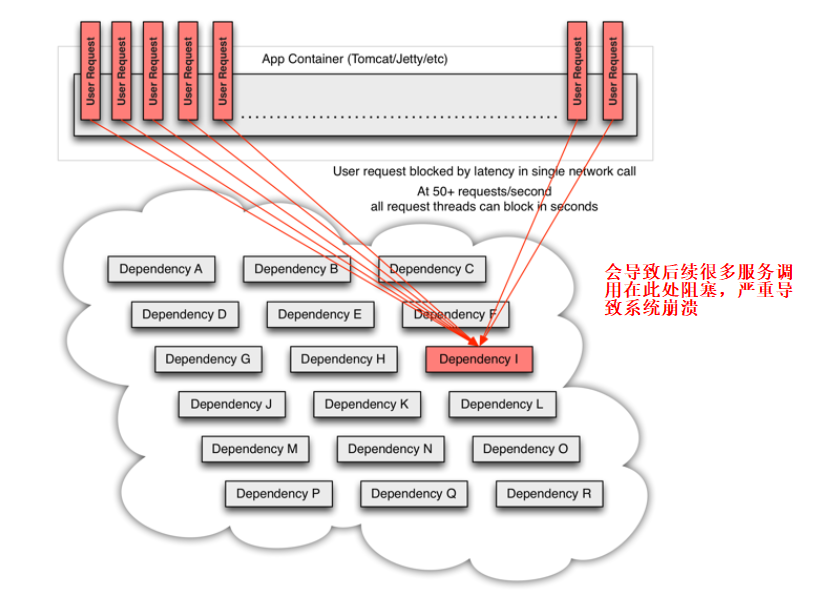 User Request
User Request
User Request
User Request
User Request
User Request
User Request
App Container (Tomcat/Jetty/etc)
User request blocked by latency in single network call
At 50+ requests/second
all request threads can block in seconds
Dependency A
Dependency B
Dependency C
Dependency D
Dependency E
Dependency F
Dependency G
Dependency H
Dependency I
Dependency J
Dependency K
Dependency L
Dependency M
Dependency N
Dependency O
Dependency P
Dependency Q
Dependency R
会导致后续很多服务调
用在此处阻塞，严重导
致系统崩溃